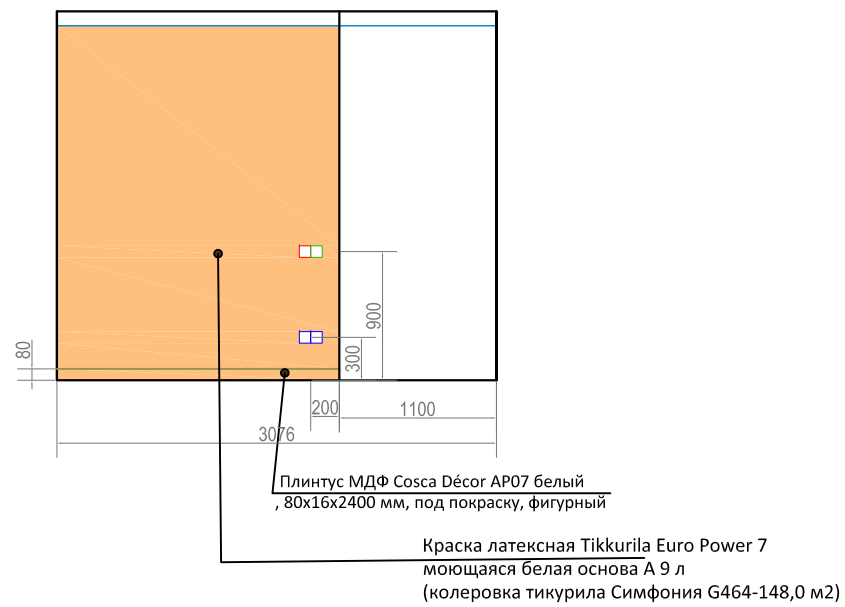 900
80
300
200
1100
3076
Плинтус МДФ Cosca Décor AP07 белый
, 80х16х2400 мм, под покраску, фигурный
Краска латексная Tikkurila Euro Power 7
моющаяся белая основа А 9 л
(колеровка тикурила Симфония G464-148,0 м2)